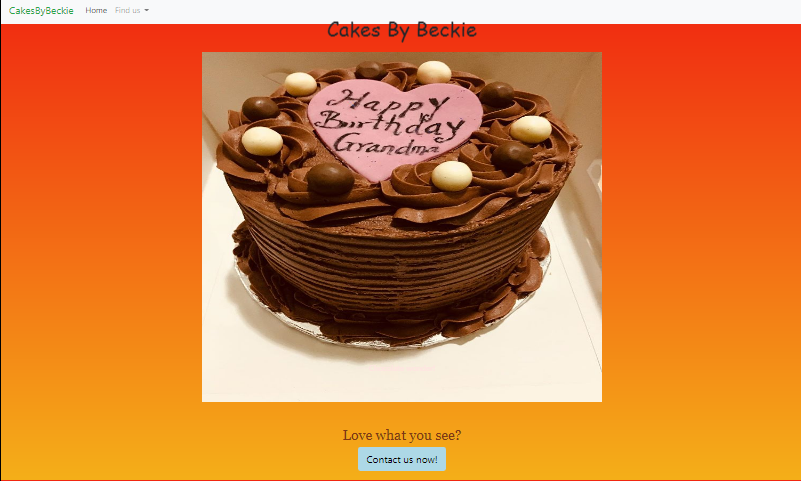 CakesByBeckie Home Find us
Cakes By Beckie
Happy
Birthday
Grandma
Love what you see?
Contact us now!